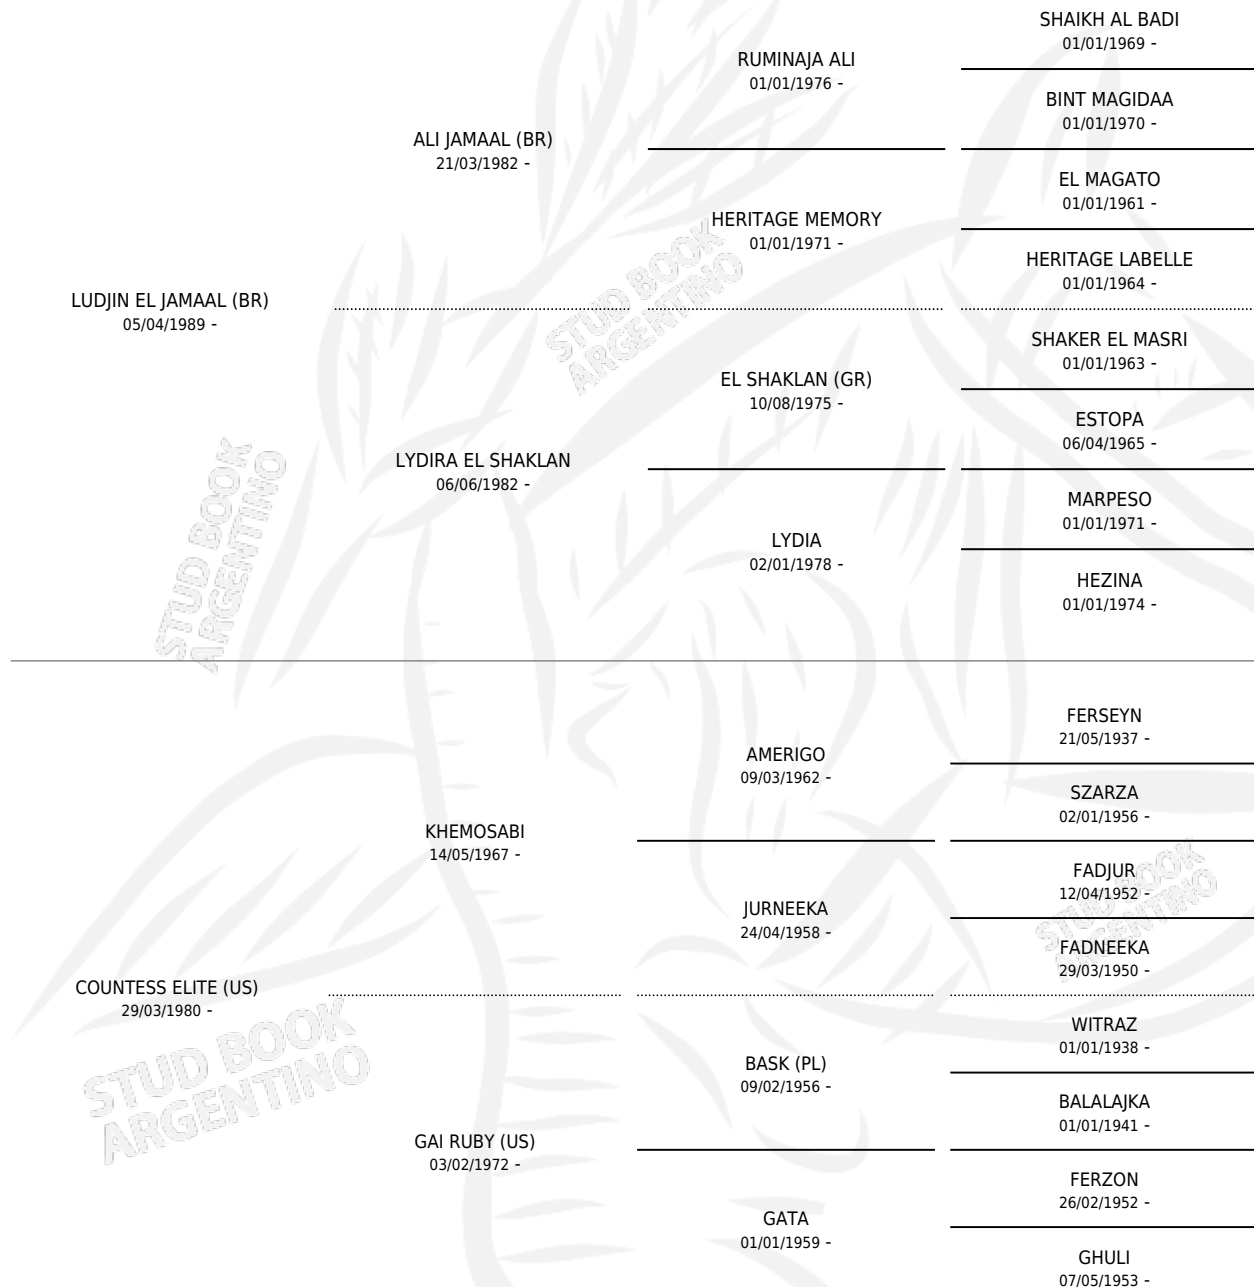 SHAIKH AL BADI
01/01/1969 -
RUMINAJA ALI
01/01/1976 -
BINT MAGIDAA
01/01/1970 -
ALI JAMAAL (BR)
21/03/1982 -
EL MAGATO
01/01/1961 -
HERITAGE MEMORY
01/01/1971 -
HERITAGE LABELLE
01/01/1964 -
LUDJIN EL JAMAAL (BR)
05/04/1989 -
STUD BOOK
ARGENTINO
SHAKER EL MASRI
01/01/1963 -
EL SHAKLAN (GR)
10/08/1975 -
ESTOPA
06/04/1965 -
LYDIRA EL SHAKLAN
06/06/1982 -
MARPESO
01/01/1971 -
LYDIA
02/01/1978 -
HEZINA
01/01/1974 -
STUD BOOK
ARGENTINO
FERSEYN
21/05/1937 -
AMERIGO
09/03/1962 -
SZARZA
02/01/1956 -
KHEMOSABI
14/05/1967 -
FADJUR
12/04/1952 -
JURNEEKA
24/04/1958 -
FADNEEKA
29/03/1950 -
STUD BOOK
ARGENTINO
COUNTESS ELITE (US)
29/03/1980 -
WITRAZ
01/01/1938 -
BASK (PL)
09/02/1956 -
BALALAJKA
01/01/1941 -
STUD BOOK
ARGENTINO
GAI RUBY (US)
03/02/1972 -
FERZON
26/02/1952 -
GATA
01/01/1959 -
GHULI
07/05/1953 -